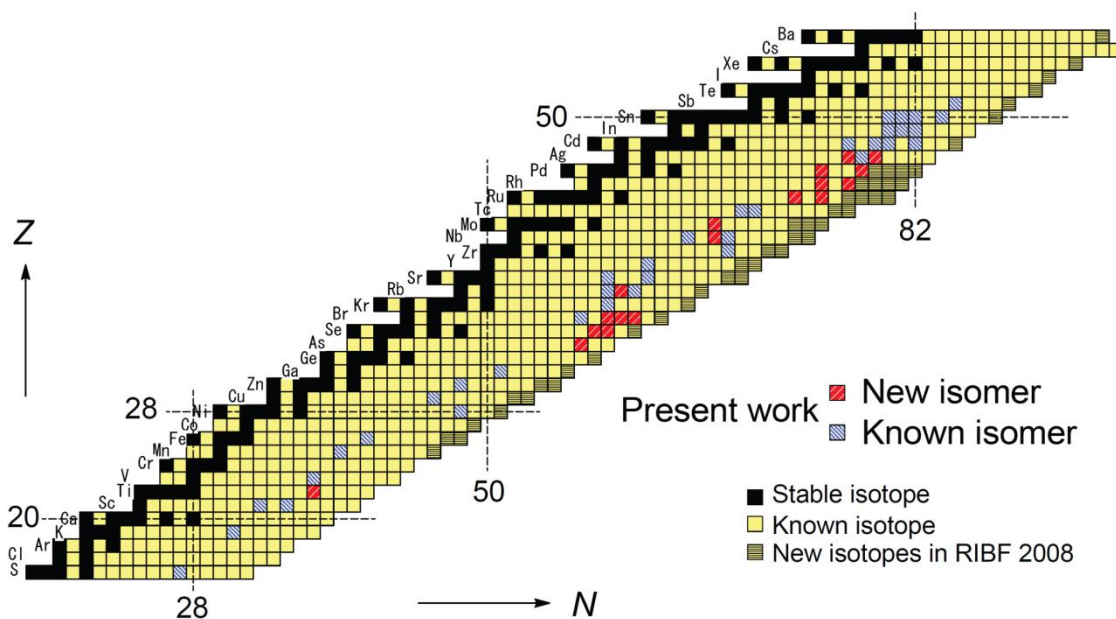 Ba
Cs
Xe
I
Te
Sb
50
Sn
In
Cd
Ag
Pd
Rh
Ru
Tc
Mo
Nb
Zr
Y
Sr
Rb
Kr
Br
Se
As
Ge
Ga
Zn
Cu
28
Ni
Co
Fe
Mn
Cr
V
Ti
Sc
20
Ca
K
Ar
Cl
S
Z
82
50
28
N
Present work
New isomer
Known isomer
Stable isotope
Known isotope
New isotopes in RIBF 2008